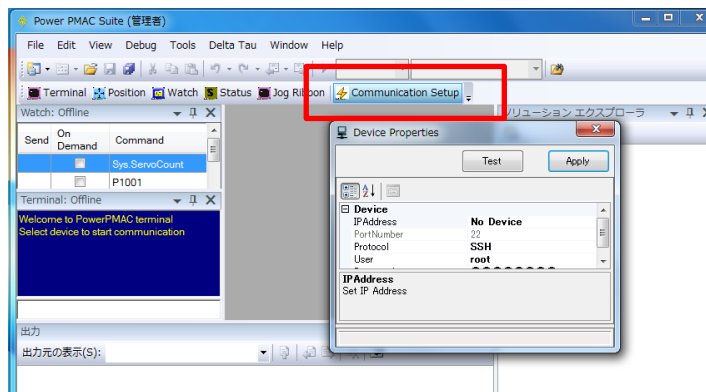 Power PMAC Suite (管理者)
File Edit View Debug Tools Delta Tau Window Help
Terminal Position Watch Status Jog Ribbon Communication Setup
Watch: Offline
ソリューション エクスプローラ
Send On Demand Command
Sys.ServoCount
P1001
Terminal: Offline
Welcome to PowerPMAC terminal
Select device to start communication
Device Properties
Test Apply
Device
IPAddress No Device
PortNumber 22
Protocol SSH
User root
IPAddress
Set IP Address
出力
出力元の表示(S):